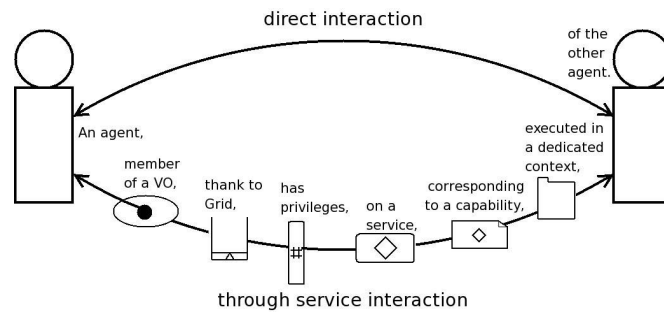 direct interaction
An agent,
member
of a VO,
thank to
Grid,
has
privileges,
on a
service,
corresponding
to a capability,
executed in
a dedicated
context,
of the
other
agent.
through service interaction